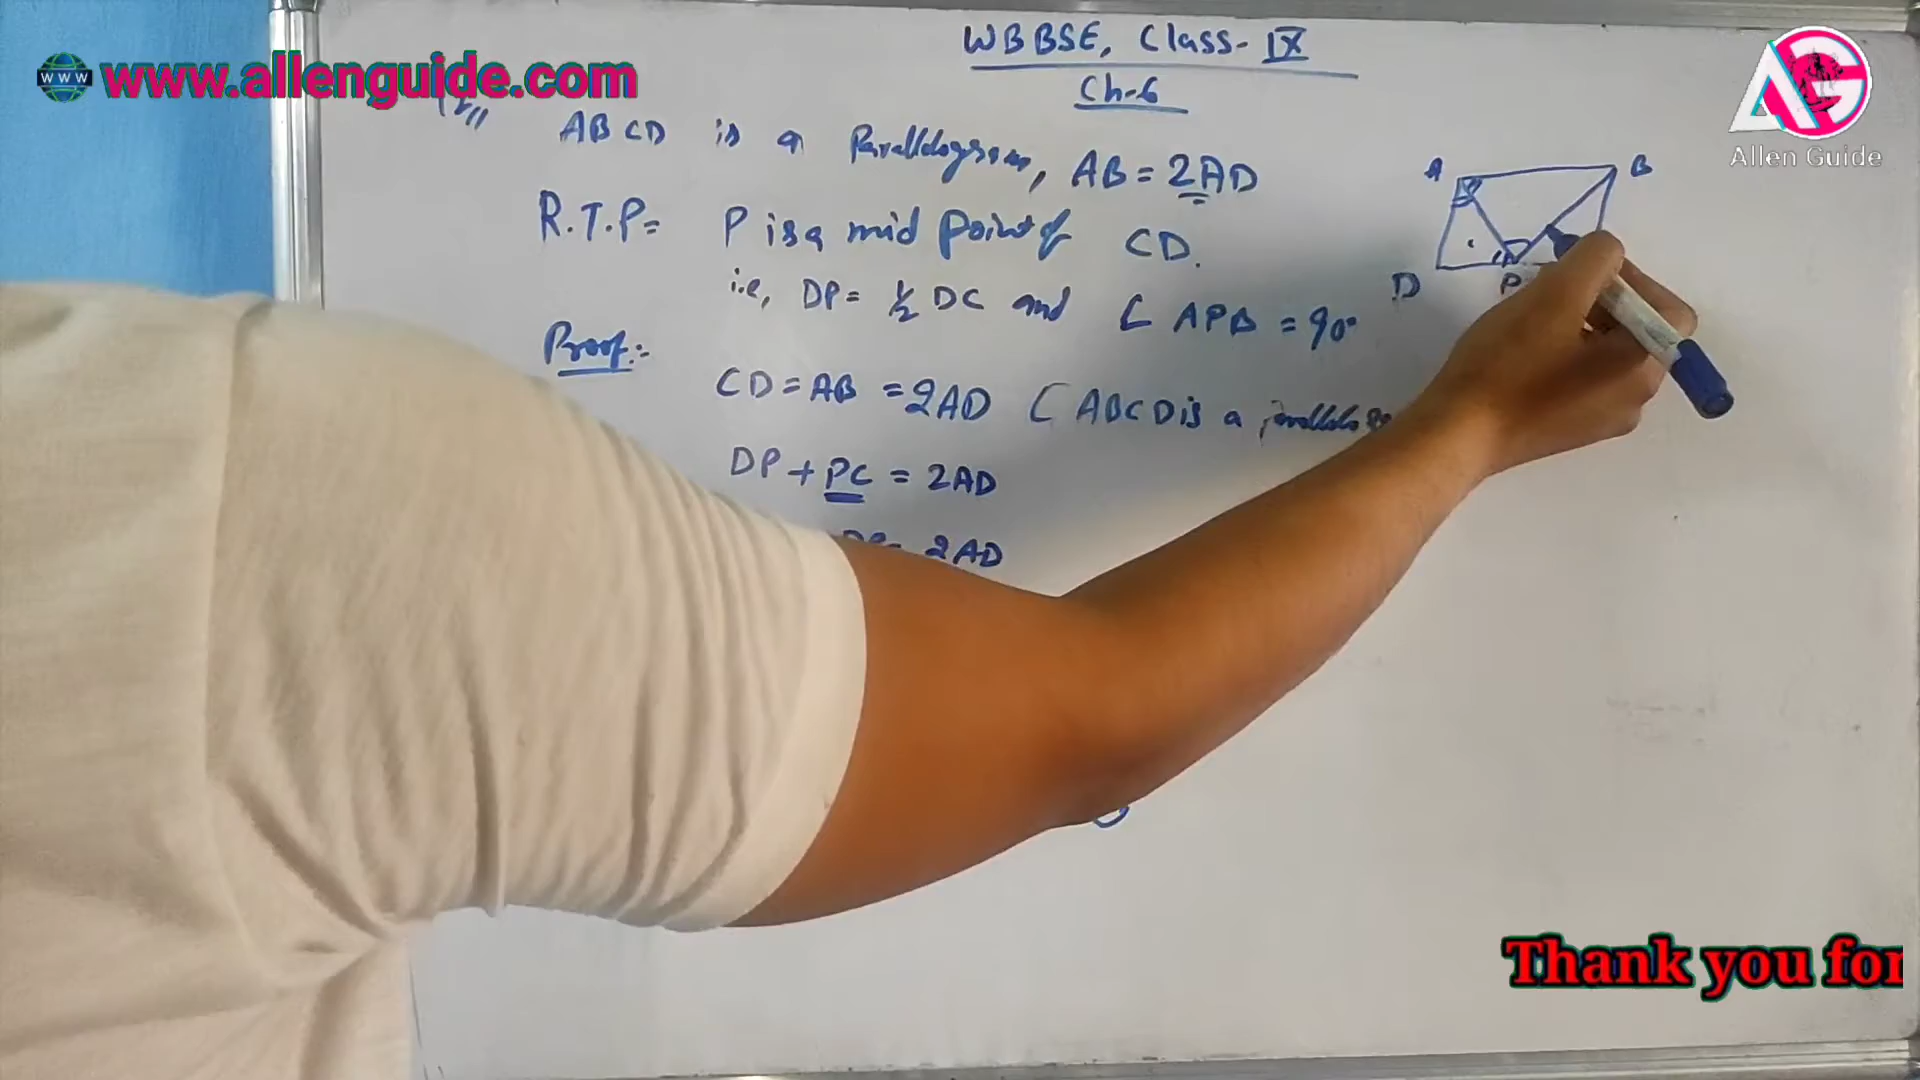 www.allenguide.com
WBBSE, Class-IX
Ch-6
ABCD is a Parallelogram, AB = 2AD
R.T.P= P is a mid point of CD.
i.e, DP= 1/2 DC and ∠ APB = 90°
Proof:-
CD = AB = 2AD ( ABCD is a
DP + PC = 2AD
= 2AD
A B
D P
Allen Guide
Thank you for